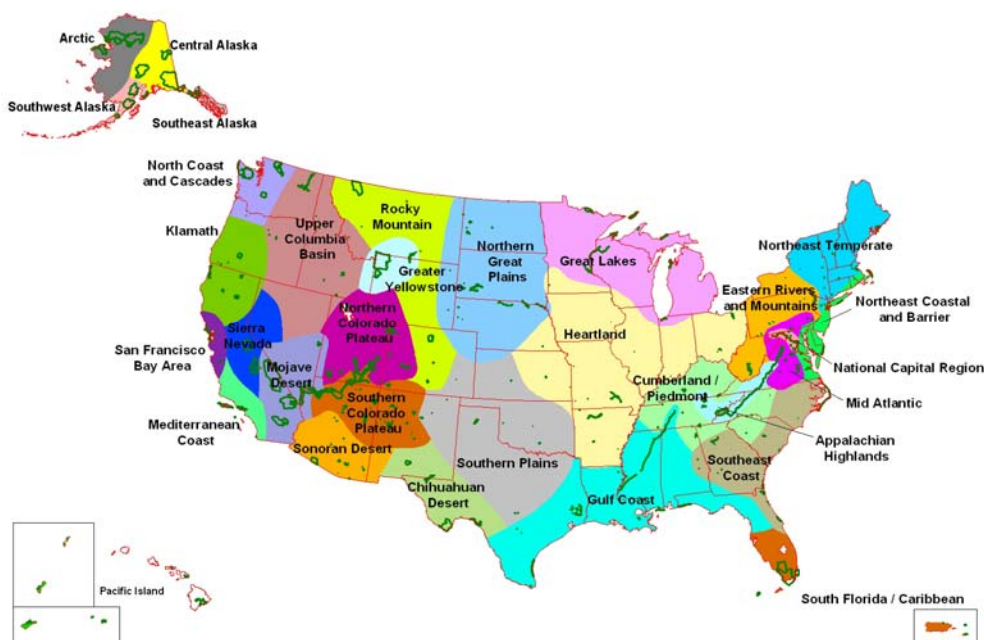 Arctic
Central Alaska
Southwest Alaska
Southeast Alaska
North Coast
and Cascades
Klamath
Upper
Columbia
Basin
Rocky
Mountain
Northern
Great
Plains
Great Lakes
Northeast Temperate
Greater
Yellowstone
Eastern Rivers
and Mountains
Northeast Coastal
and Barrier
Northern
Colorado
Plateau
Sierra
Nevada
Heartland
San Francisco
Bay Area
Mojave
Desert
National Capital Region
Cumberland /
Piedmont
Mid Atlantic
Southern
Colorado
Plateau
Mediterranean
Coast
Appalachian
Highlands
Sonoran Desert
Southern Plains
Southeast
Coast
Chihuahuan
Desert
Gulf Coast
Pacific Island
South Florida / Caribbean